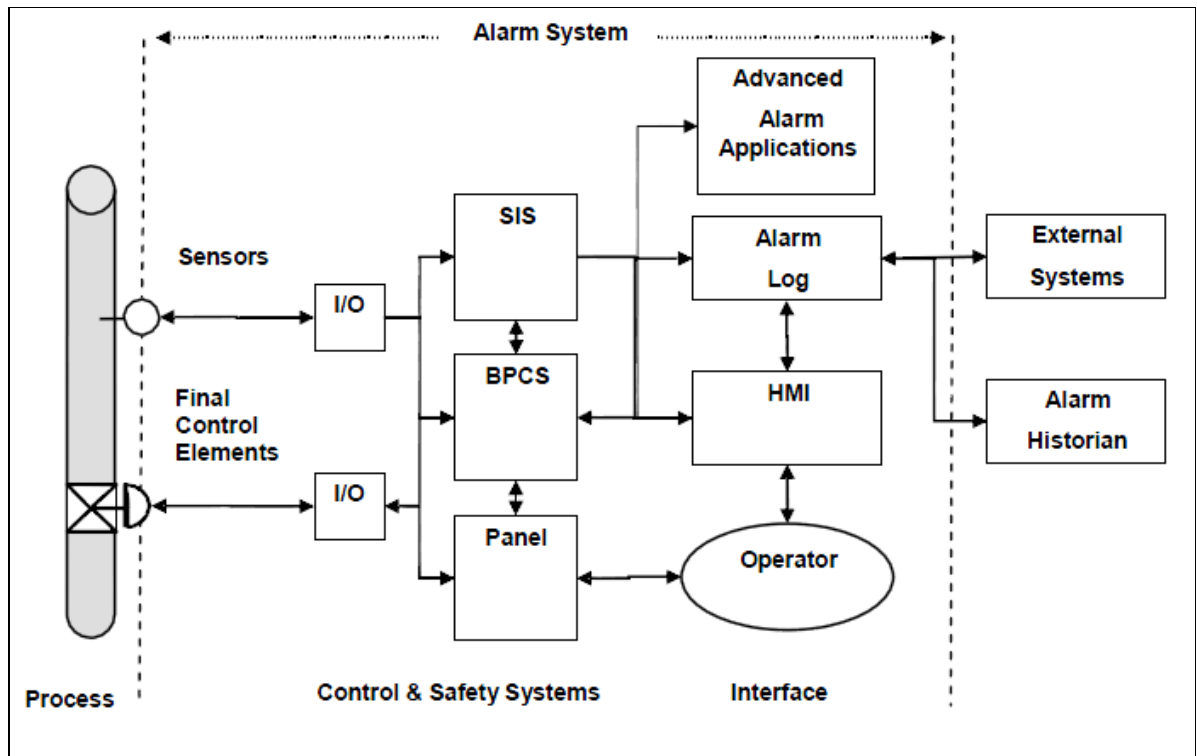 Alarm System
Advanced
Alarm
Applications
SIS
Alarm
Log
External
Systems
Sensors
I/O
BPCS
HMI
Alarm
Historian
Final
Control
Elements
I/O
Panel
Operator
Process
Control & Safety Systems
Interface